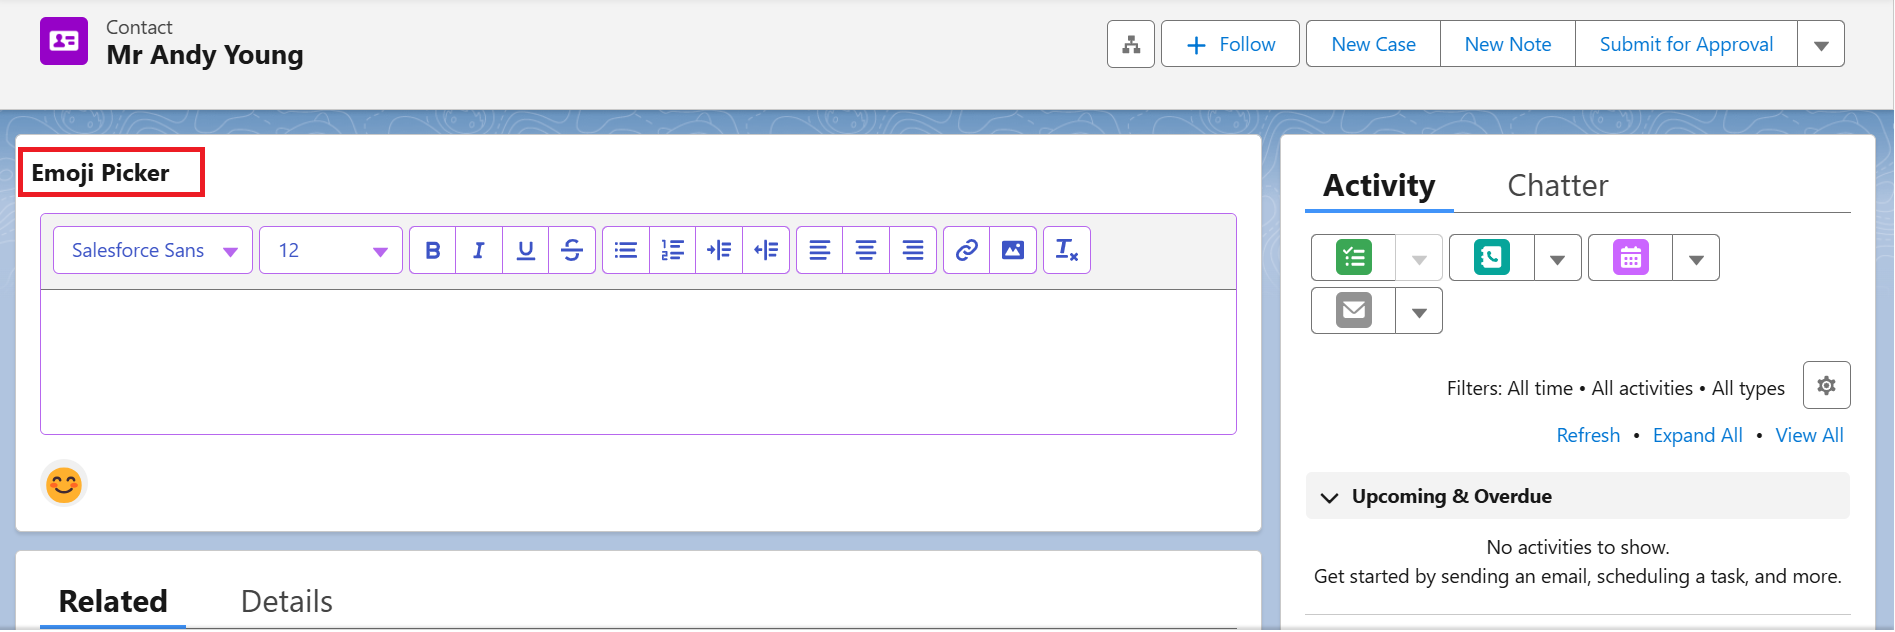 Contact
Mr Andy Young
Follow
New Case
New Note
Submit for Approval
Emoji Picker
Salesforce Sans
12
B I U S
Activity
Chatter
Filters: All time • All activities • All types
Refresh • Expand All • View All
Upcoming & Overdue
No activities to show.
Get started by sending an email, scheduling a task, and more.
Related
Details